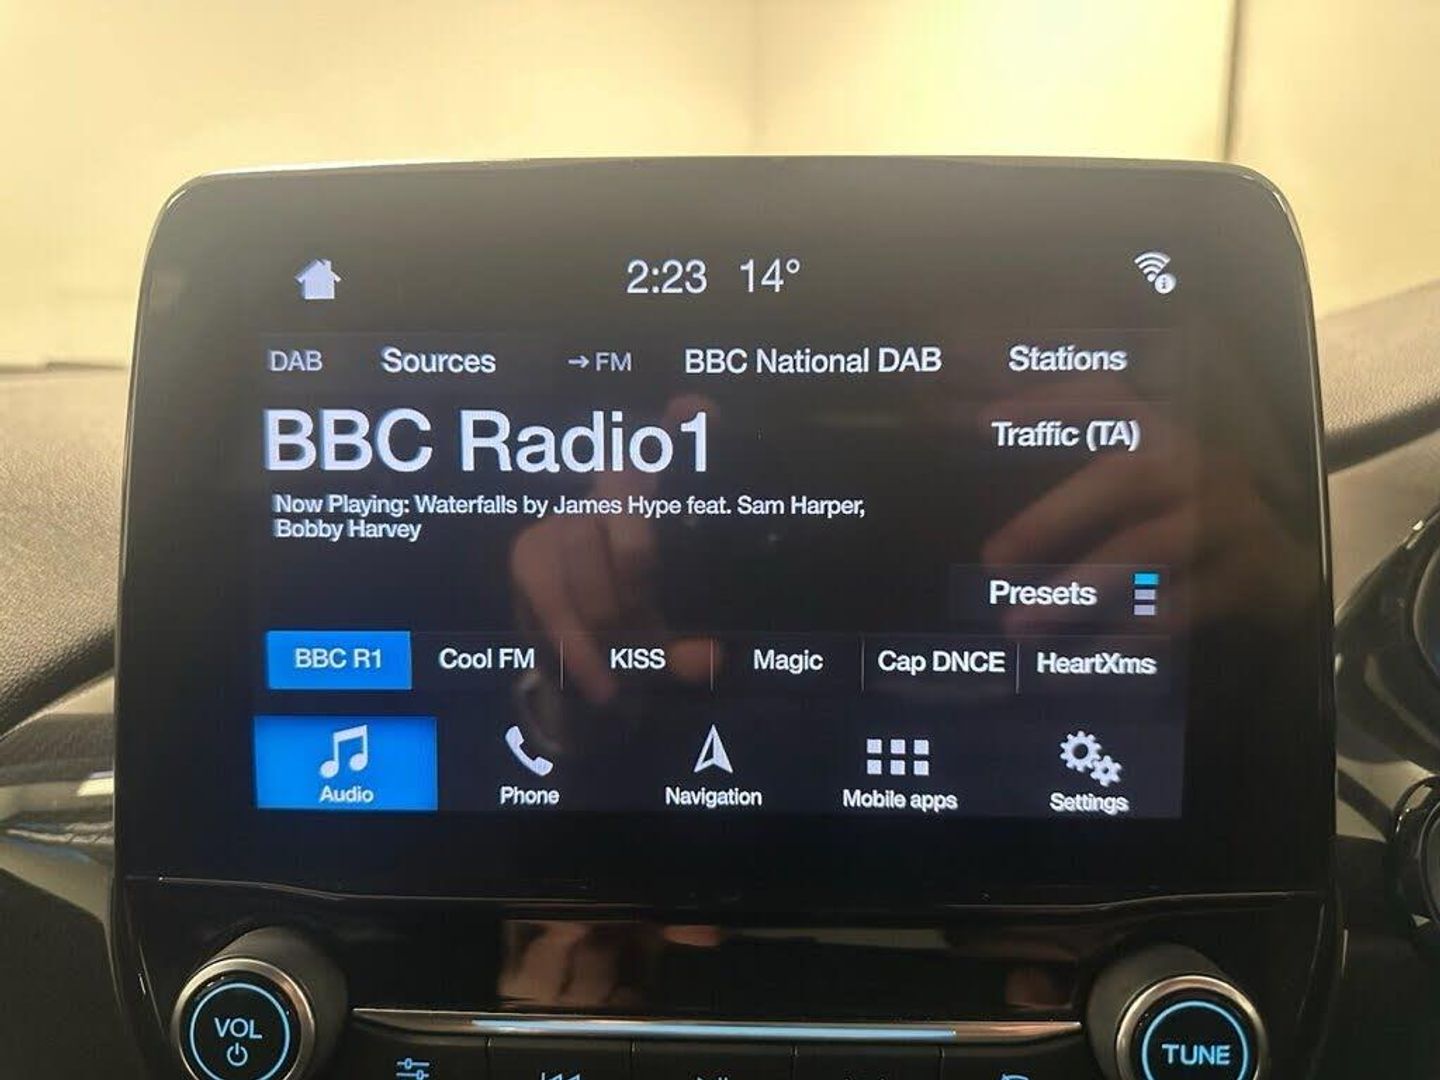 2:23 14°
DAB Sources → FM BBC National DAB Stations
BBC Radio1
Traffic (TA)
Now Playing: Waterfalls by James Hype feat. Sam Harper,
Bobby Harvey
Presets
BBC R1 Cool FM KISS Magic Cap DNCE HeartXms
Audio Phone Navigation Mobile apps Settings
VOL TUNE